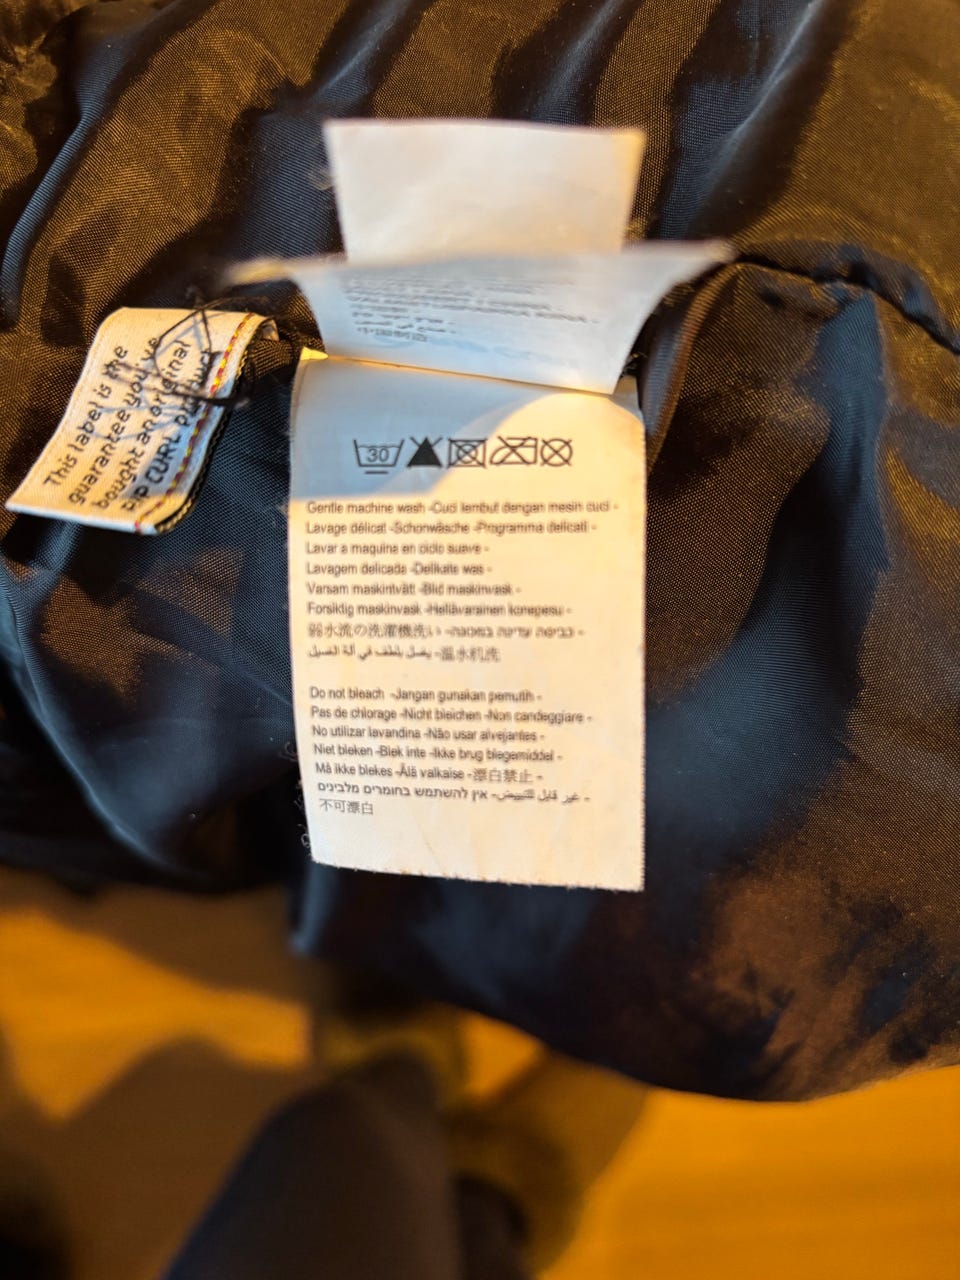 This label is the
guarantee you've
bought an original
RIP CURL product
30
Gentle machine wash -Cuci lembut dengan mesin cuci -
Lavage délicat -Schonwäsche -Programma delicati -
Lavar a maquina en ciclo suave -
Lavagem delicada -Delikate was -
Varsam maskintvätt -Blid maskinvask -
Forsiktig maskinvask -Hellävarainen konepesu -
弱水流の洗濯機洗い -כביסה עדינה במכונה -
يغسل بلطف في آلة الغسيل -温水机洗
Do not bleach -Jangan gunakan pemutih -
Pas de chlorage -Nicht bleichen -Non candeggiare -
No utilizar lavandina -Não usar alvejantes -
Niet bleken -Blek inte -Ikke brug blegemiddel -
Må ikke blekes -Älä valkaise -漂白禁止 -
غير قابل للتبييض -אין להשתמש בחומרים מלבינים -
不可漂白